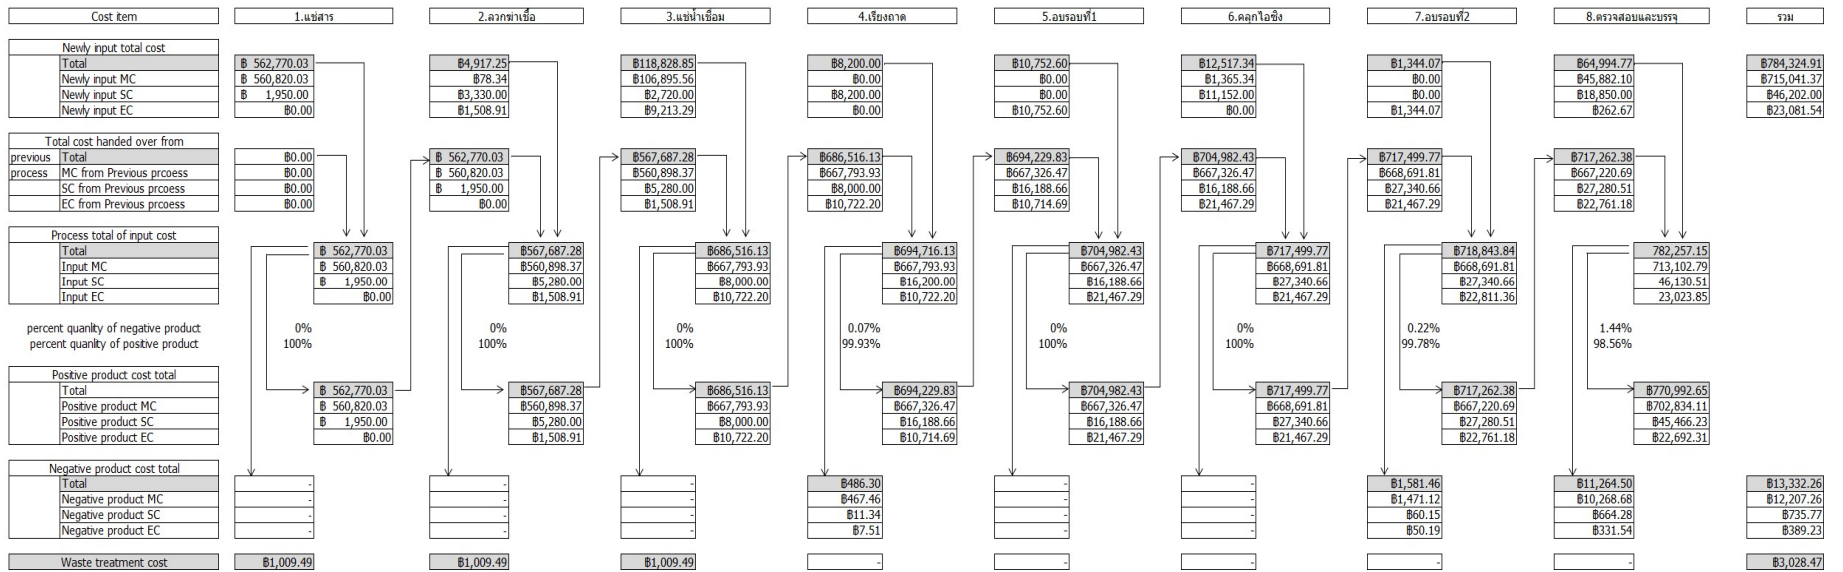 Cost item 1.แช่สาร 2.ลวกฆ่าเชื้อ 3.แช่น้ำเชื่อม 4.เรียงถาด 5.อบรอบที่1 6.คลุกไอซิ่ง 7.อบรอบที่2 8.ตรวจสอบและบรรจุ รวม
Newly input total cost
Total ฿ 562,770.03 ฿4,917.25 ฿118,828.85 ฿8,200.00 ฿10,752.60 ฿12,517.34 ฿1,344.07 ฿64,994.77 ฿784,324.91
Newly input MC ฿ 560,820.03 ฿78.34 ฿106,895.56 ฿0.00 ฿0.00 ฿1,365.34 ฿0.00 ฿45,882.10 ฿715,041.37
Newly input SC ฿ 1,950.00 ฿3,330.00 ฿2,720.00 ฿8,200.00 ฿0.00 ฿11,152.00 ฿0.00 ฿18,850.00 ฿46,202.00
Newly input EC ฿0.00 ฿1,508.91 ฿9,213.29 ฿0.00 ฿10,752.60 ฿0.00 ฿1,344.07 ฿262.67 ฿23,081.54
Total cost handed over from
previous Total ฿0.00 ฿ 562,770.03 ฿567,687.28 ฿686,516.13 ฿694,229.83 ฿704,982.43 ฿717,499.77 ฿717,262.38
process MC from Previous prcoess ฿0.00 ฿ 560,820.03 ฿560,898.37 ฿667,793.93 ฿667,326.47 ฿667,326.47 ฿668,691.81 ฿667,220.69
SC from Previous prcoess ฿0.00 ฿ 1,950.00 ฿5,280.00 ฿8,000.00 ฿16,188.66 ฿16,188.66 ฿27,340.66 ฿27,280.51
EC from Previous prcoess ฿0.00 ฿0.00 ฿1,508.91 ฿10,722.20 ฿10,714.69 ฿21,467.29 ฿21,467.29 ฿22,761.18
Process total of input cost
Total ฿ 562,770.03 ฿567,687.28 ฿686,516.13 ฿694,716.13 ฿704,982.43 ฿717,499.77 ฿718,843.84 782,257.15
Input MC ฿ 560,820.03 ฿560,898.37 ฿667,793.93 ฿667,793.93 ฿667,326.47 ฿668,691.81 ฿668,691.81 713,102.79
Input SC ฿ 1,950.00 ฿5,280.00 ฿8,000.00 ฿16,200.00 ฿16,188.66 ฿27,340.66 ฿27,340.66 46,130.51
Input EC ฿0.00 ฿1,508.91 ฿10,722.20 ฿10,722.20 ฿21,467.29 ฿21,467.29 ฿22,811.36 23,023.85
percent quanlity of negative product 0% 0% 0% 0.07% 0% 0% 0.22% 1.44%
percent quanlity of positive product 100% 100% 100% 99.93% 100% 100% 99.78% 98.56%
Positive product cost total
Total ฿ 562,770.03 ฿567,687.28 ฿686,516.13 ฿694,229.83 ฿704,982.43 ฿717,499.77 ฿717,262.38 ฿770,992.65
Positive product MC ฿ 560,820.03 ฿560,898.37 ฿667,793.93 ฿667,326.47 ฿667,326.47 ฿668,691.81 ฿667,220.69 ฿702,834.11
Positive product SC ฿ 1,950.00 ฿5,280.00 ฿8,000.00 ฿16,188.66 ฿16,188.66 ฿27,340.66 ฿27,280.51 ฿45,466.23
Positive product EC ฿0.00 ฿1,508.91 ฿10,722.20 ฿10,714.69 ฿21,467.29 ฿21,467.29 ฿22,761.18 ฿22,692.31
Negative product cost total
Total - - - ฿486.30 - - ฿1,581.46 ฿11,264.50 ฿13,332.26
Negative product MC - - - ฿467.46 - - ฿1,471.12 ฿10,268.68 ฿12,207.26
Negative product SC - - - ฿11.34 - - ฿60.15 ฿664.28 ฿735.77
Negative product EC - - - ฿7.51 - - ฿50.19 ฿331.54 ฿389.23
Waste treatment cost ฿1,009.49 ฿1,009.49 ฿1,009.49 - - - - - ฿3,028.47